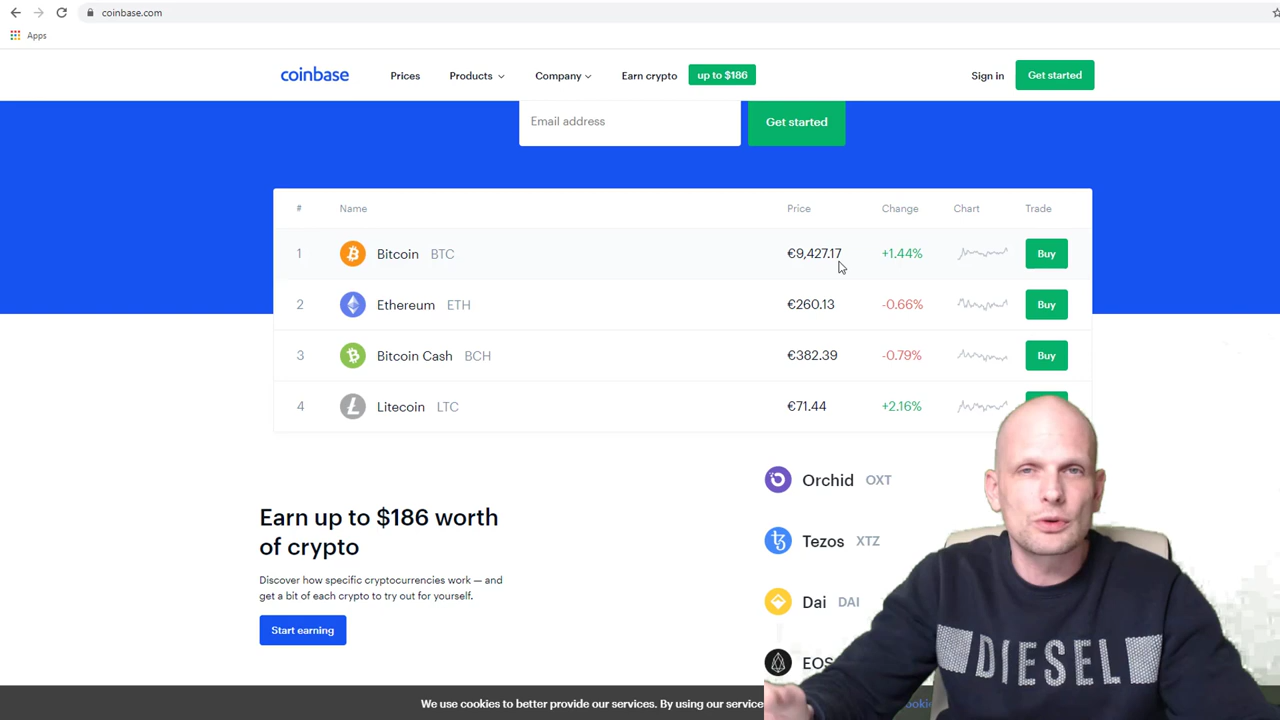 coinbase.com
Apps
coinbase Prices Products Company Earn crypto up to $186 Sign in Get started
Email address Get started
# Name Price Change Chart Trade
1 Bitcoin BTC €9,427.17 +1.44% Buy
2 Ethereum ETH €260.13 -0.66% Buy
3 Bitcoin Cash BCH €382.39 -0.79% Buy
4 Litecoin LTC €71.44 +2.16%
Orchid OXT
Earn up to $186 worth
of crypto
Tezos XTZ
Discover how specific cryptocurrencies work — and
get a bit of each crypto to try out for yourself.
Dai DAI
Start earning
EOS
DIESEL
We use cookies to better provide our services. By using our service